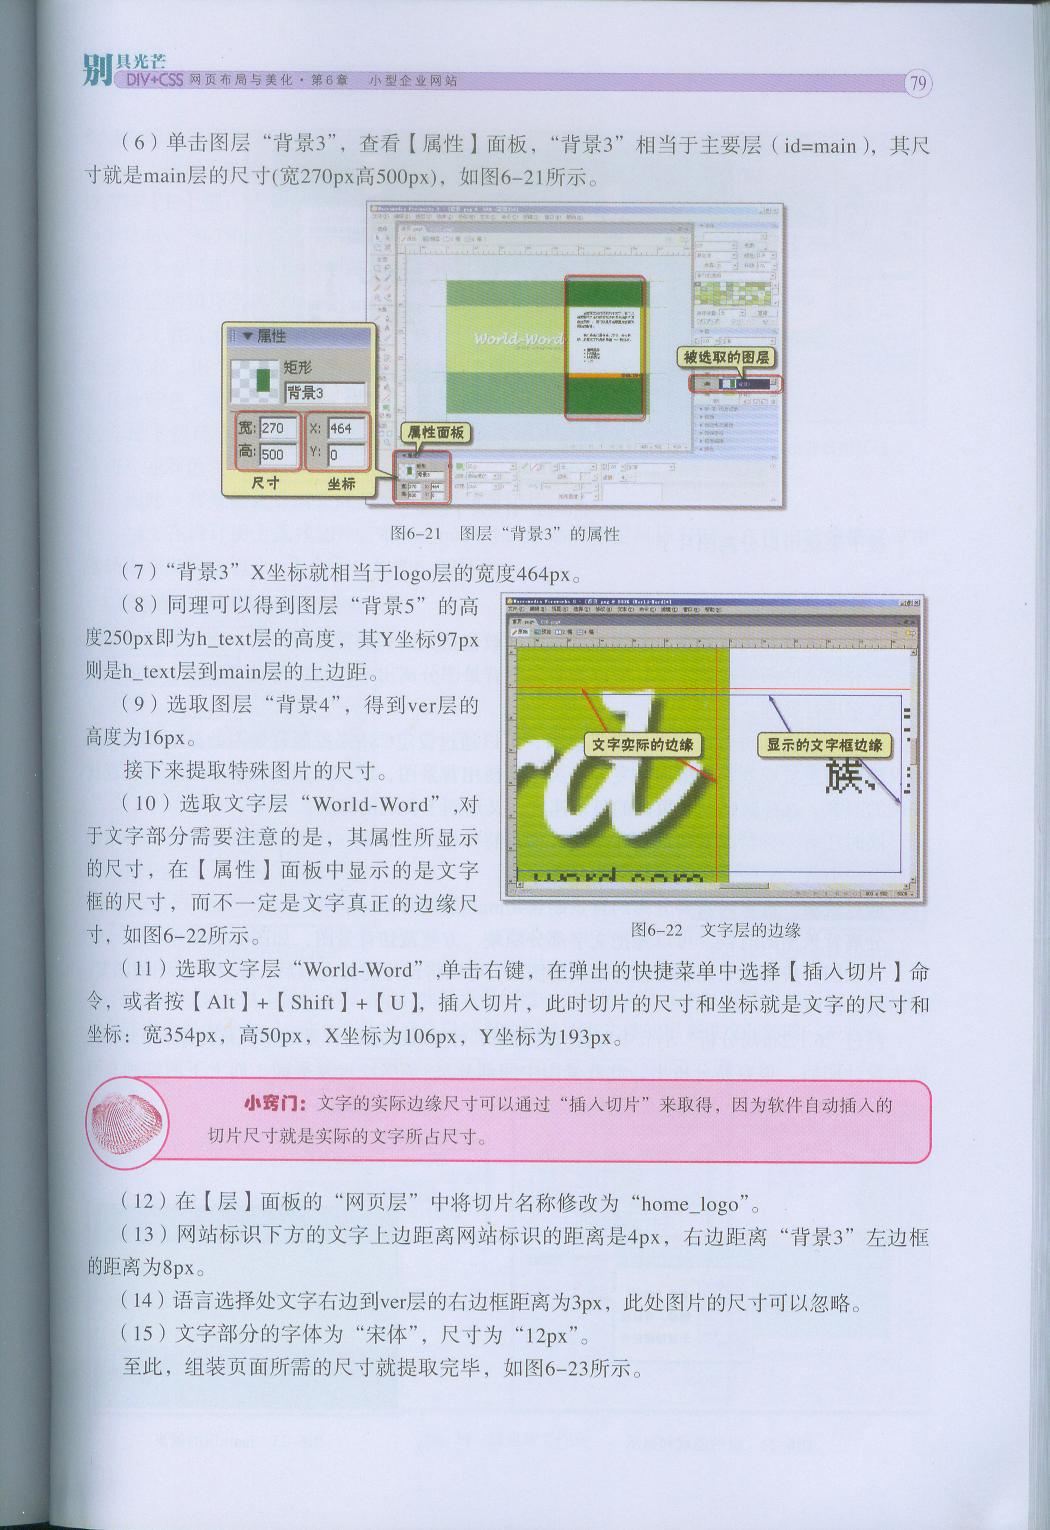 别具光芒
DIV+CSS 网页布局与美化·第6章 小型企业网站
79
（6）单击图层“背景3”，查看【属性】面板，“背景3”相当于主要层（id=main），其尺
寸就是main层的尺寸(宽270px高500px)，如图6-21所示。
World-Word
属性
矩形
背景3
宽: 270 X: 464
高: 500 Y: 0
尺寸 坐标
属性面板
被选取的图层
图6-21 图层“背景3”的属性
（7）“背景3”X坐标就相当于logo层的宽度464px。
（8）同理可以得到图层“背景5”的高
度250px即为h_text层的高度，其Y坐标97px
则是h_text层到main层的上边距。
（9）选取图层“背景4”，得到ver层的
高度为16px。
接下来提取特殊图片的尺寸。
（10）选取文字层“World-Word”,对
于文字部分需要注意的是，其属性所显示
的尺寸，在【属性】面板中显示的是文字
框的尺寸，而不一定是文字真正的边缘尺
寸，如图6-22所示。
文字实际的边缘
显示的文字框边缘
族、
rd
word.com
图6-22 文字层的边缘
（11）选取文字层“World-Word”,单击右键，在弹出的快捷菜单中选择【插入切片】命
令，或者按【Alt】+【Shift】+【U】，插入切片，此时切片的尺寸和坐标就是文字的尺寸和
坐标：宽354px，高50px，X坐标为106px，Y坐标为193px。
小窍门：文字的实际边缘尺寸可以通过“插入切片”来取得，因为软件自动插入的
切片尺寸就是实际的文字所占尺寸。
（12）在【层】面板的“网页层”中将切片名称修改为“home_logo”。
（13）网站标识下方的文字上边距离网站标识的距离是4px，右边距离“背景3”左边框
的距离为8px。
（14）语言选择处文字右边到ver层的右边框距离为3px，此处图片的尺寸可以忽略。
（15）文字部分的字体为“宋体”，尺寸为“12px”。
至此，组装页面所需的尺寸就提取完毕，如图6-23所示。